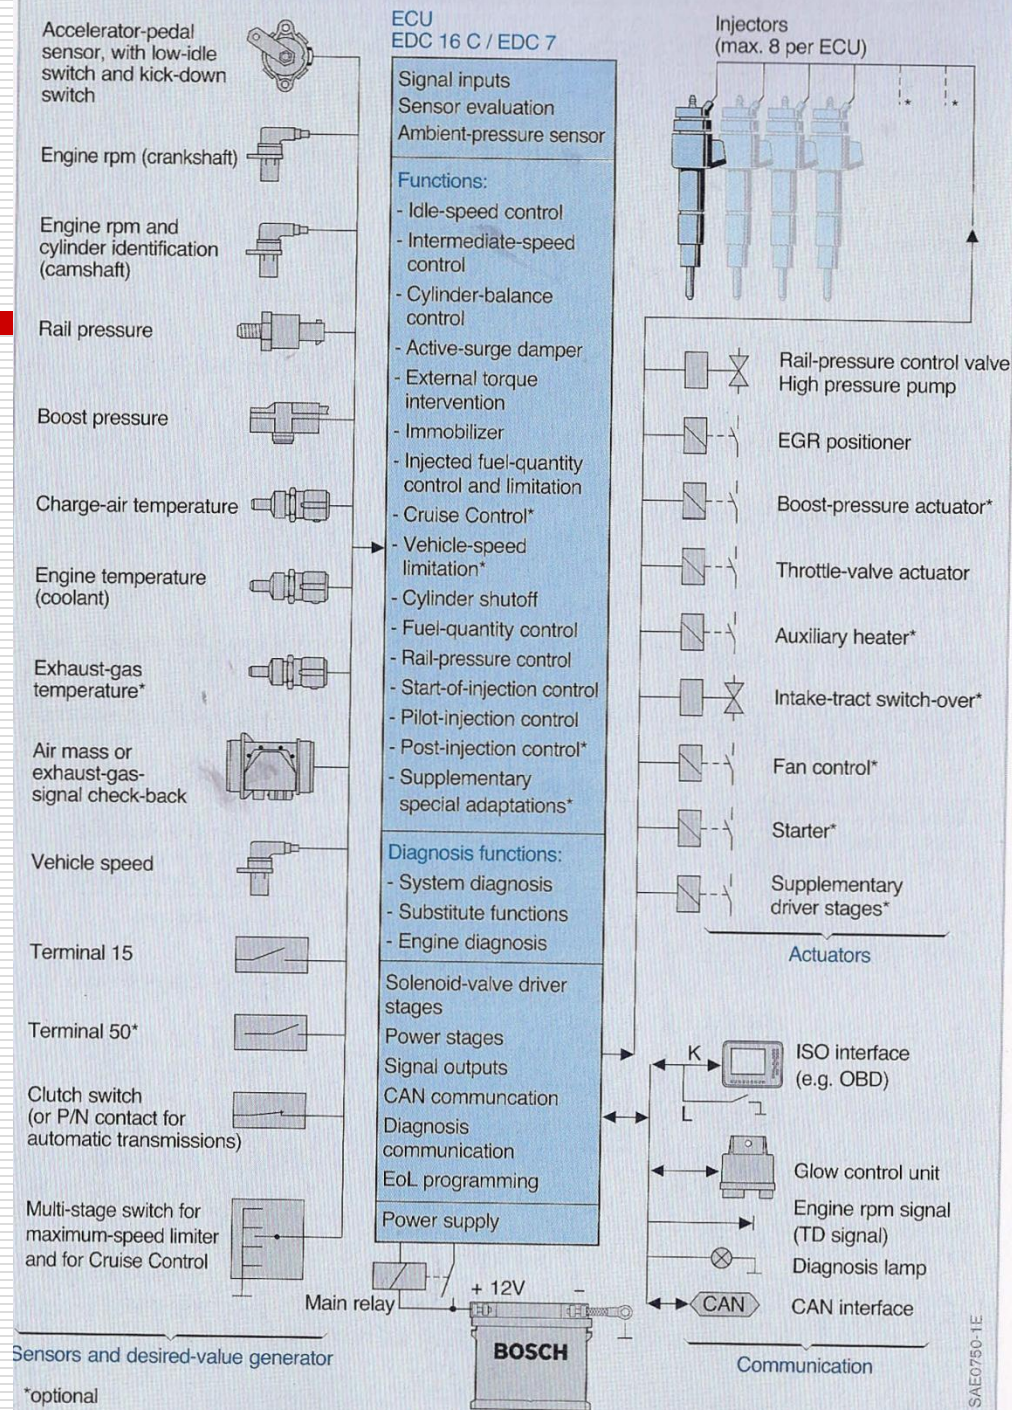 Accelerator-pedal
sensor, with low-idle
switch and kick-down
switch
Engine rpm (crankshaft)
Engine rpm and
cylinder identification
(camshaft)
Rail pressure
Boost pressure
Charge-air temperature
Engine temperature
(coolant)
Exhaust-gas
temperature*
Air mass or
exhaust-gas-
signal check-back
Vehicle speed
Terminal 15
Terminal 50*
Clutch switch
(or P/N contact for
automatic transmissions)
Multi-stage switch for
maximum-speed limiter
and for Cruise Control
Sensors and desired-value generator
*optional
ECU
EDC 16 C / EDC 7
Signal inputs
Sensor evaluation
Ambient-pressure sensor
Functions:
- Idle-speed control
- Intermediate-speed
control
- Cylinder-balance
control
- Active-surge damper
- External torque
intervention
- Immobilizer
- Injected fuel-quantity
control and limitation
- Cruise Control*
- Vehicle-speed
limitation*
- Cylinder shutoff
- Fuel-quantity control
- Rail-pressure control
- Start-of-injection control
- Pilot-injection control
- Post-injection control*
- Supplementary
special adaptations*
Diagnosis functions:
- System diagnosis
- Substitute functions
- Engine diagnosis
Solenoid-valve driver
stages
Power stages
Signal outputs
CAN communcation
Diagnosis
communication
EoL programming
Power supply
Main relay
+ 12V –
BOSCH
Injectors
(max. 8 per ECU)
* *
Rail-pressure control valve
High pressure pump
EGR positioner
Boost-pressure actuator*
Throttle-valve actuator
Auxiliary heater*
Intake-tract switch-over*
Fan control*
Starter*
Supplementary
driver stages*
Actuators
K
L
ISO interface
(e.g. OBD)
Glow control unit
Engine rpm signal
(TD signal)
Diagnosis lamp
CAN
CAN interface
Communication
SAE0750-1E